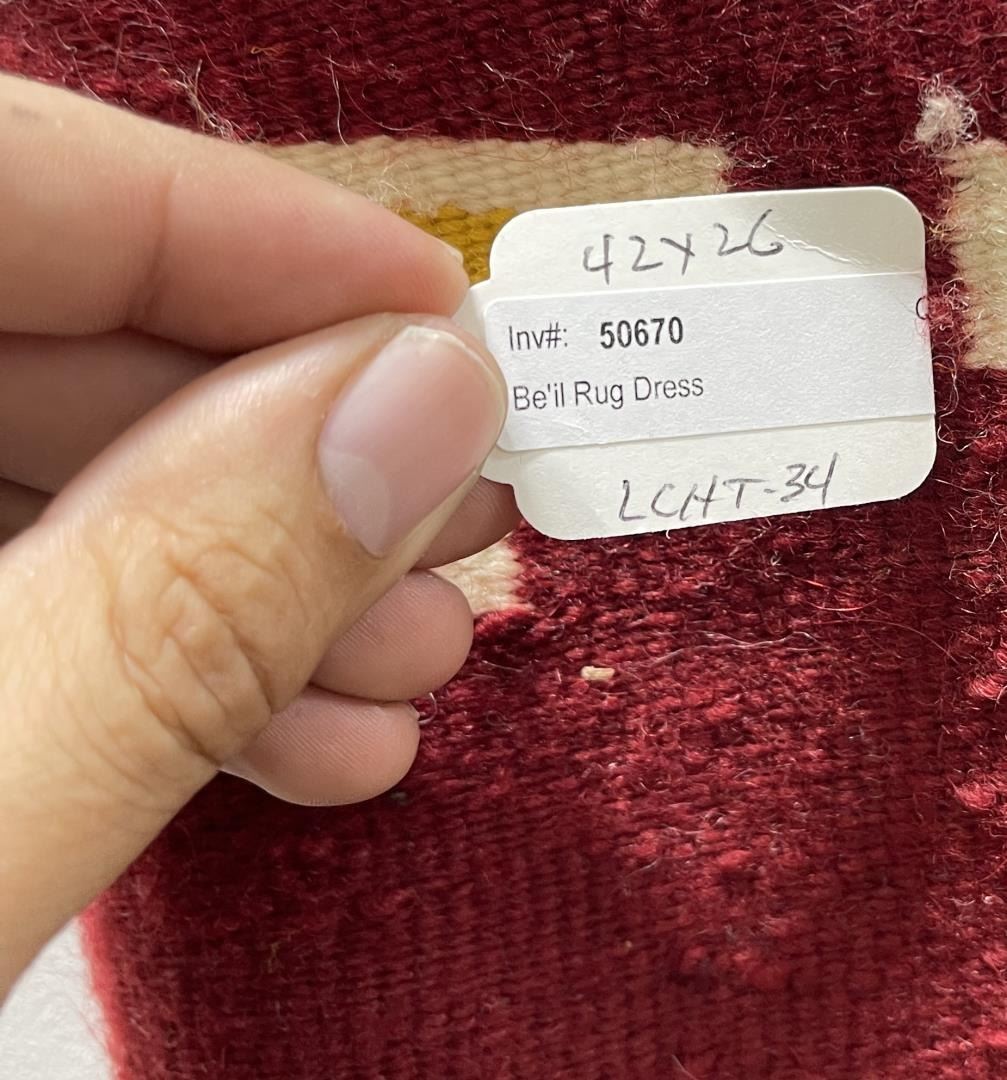 42x26
Inv#: 50670
Be'il Rug Dress
LCHT-34